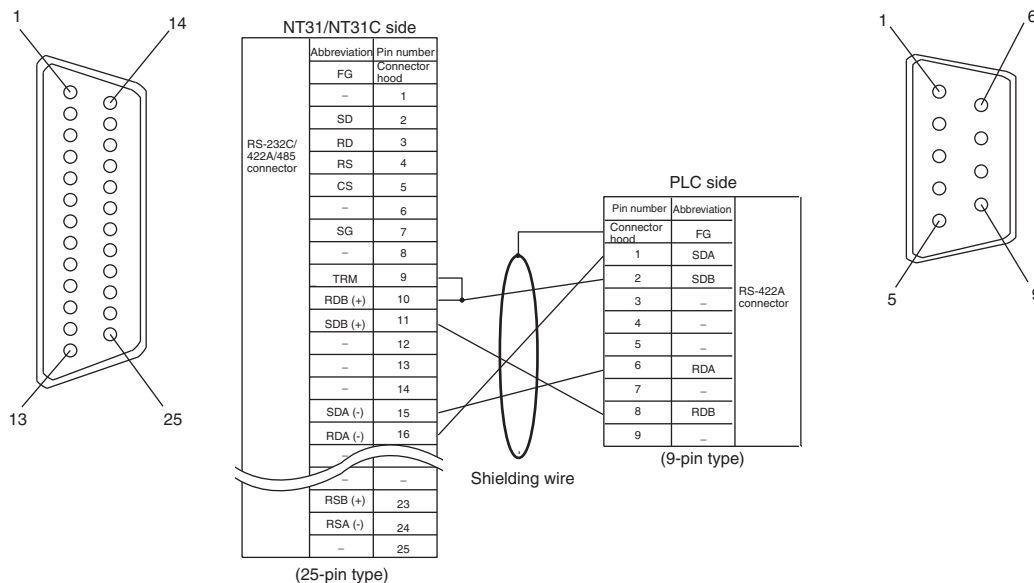 1
14
13
25
NT31/NT31C side
RS-232C/
422A/485
connector
Abbreviation Pin number
FG Connector hood
– 1
SD 2
RD 3
RS 4
CS 5
– 6
SG 7
– 8
TRM 9
RDB (+) 10
SDB (+) 11
– 12
– 13
– 14
SDA (-) 15
RDA (-) 16
–
– –
RSB (+) 23
RSA (-) 24
– 25
(25-pin type)
Shielding wire
PLC side
Pin number Abbreviation
Connector hood FG
1 SDA
2 SDB
3 –
4 –
5 –
6 RDA
7 –
8 RDB
9 –
RS-422A
connector
(9-pin type)
1
6
5
9